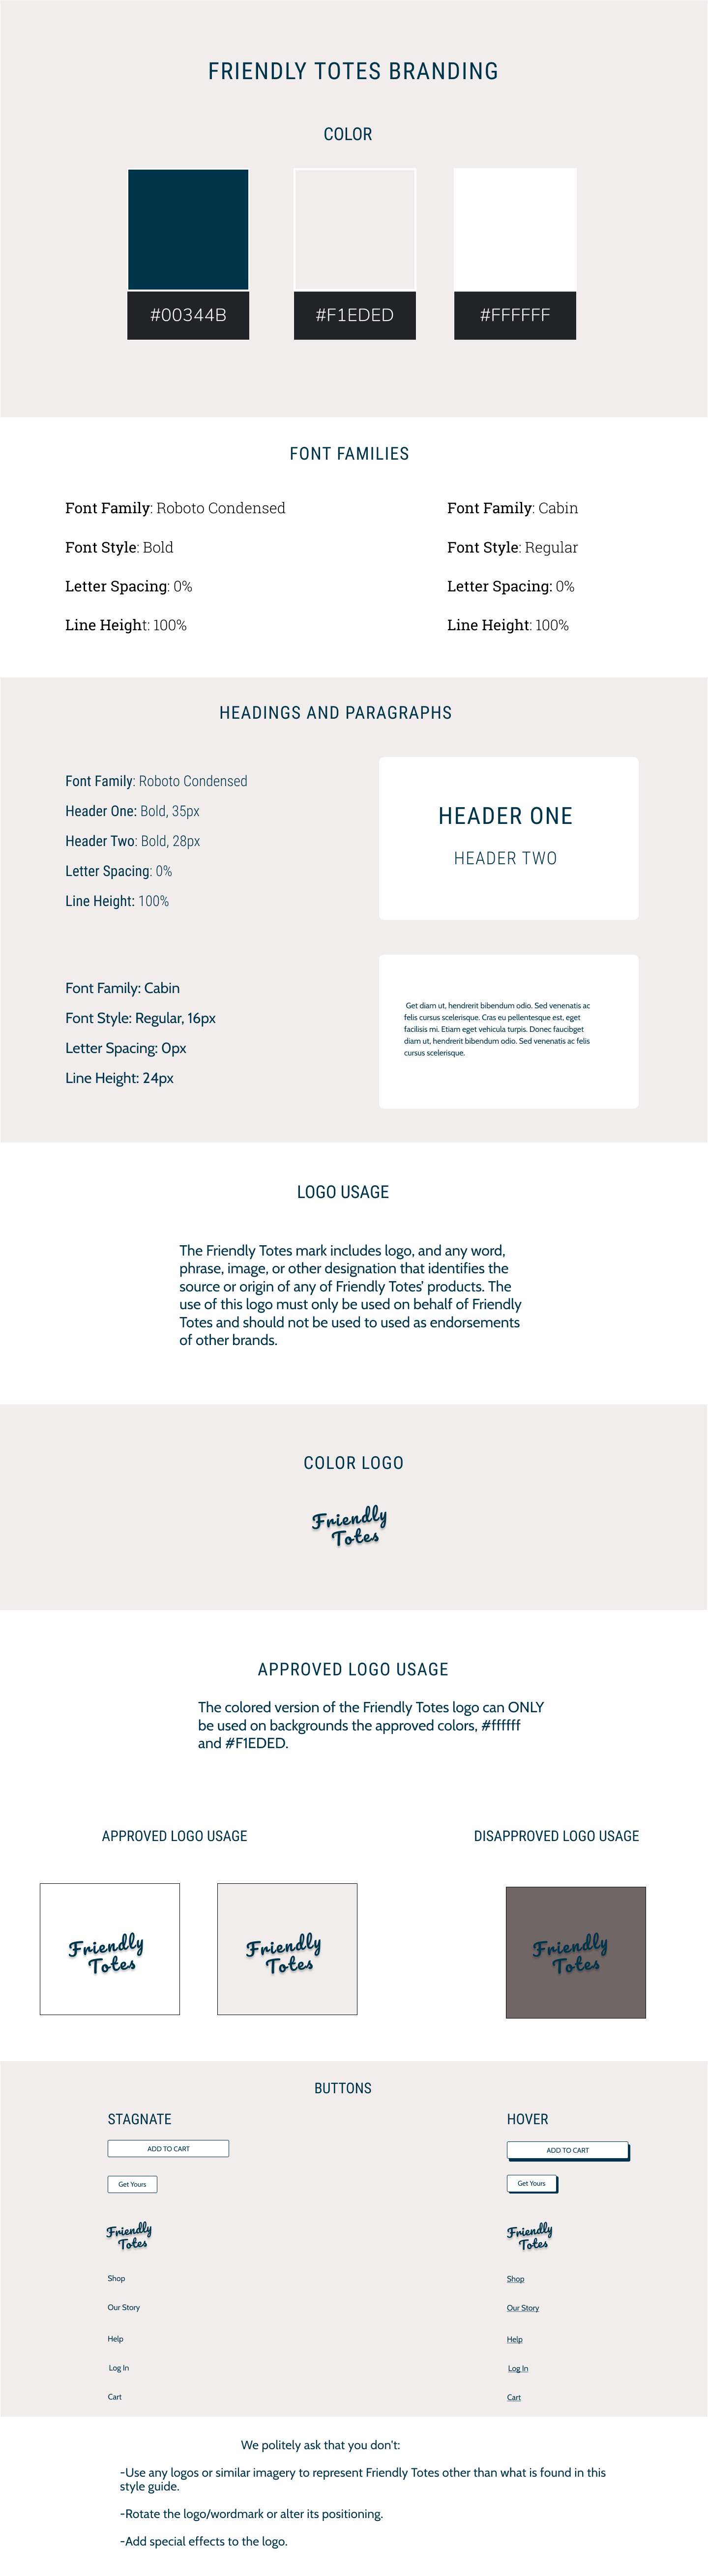 FRIENDLY TOTES BRANDING
COLOR
#00344B
#F1EDED
#FFFFFF
FONT FAMILIES
Font Family: Roboto Condensed
Font Style: Bold
Letter Spacing: 0%
Line Height: 100%
Font Family: Cabin
Font Style: Regular
Letter Spacing: 0%
Line Height: 100%
HEADINGS AND PARAGRAPHS
Font Family: Roboto Condensed
Header One: Bold, 35px
Header Two: Bold, 28px
Letter Spacing: 0%
Line Height: 100%
HEADER ONE
HEADER TWO
Font Family: Cabin
Font Style: Regular, 16px
Letter Spacing: 0px
Line Height: 24px
Get diam ut, hendrerit bibendum odio. Sed venenatis ac
felis cursus scelerisque. Cras eu pellentesque est, eget
facilisis mi. Etiam eget vehicula turpis. Donec faucibget
diam ut, hendrerit bibendum odio. Sed venenatis ac felis
cursus scelerisque.
LOGO USAGE
The Friendly Totes mark includes logo, and any word,
phrase, image, or other designation that identifies the
source or origin of any of Friendly Totes' products. The
use of this logo must only be used on behalf of Friendly
Totes and should not be used to used as endorsements
of other brands.
COLOR LOGO
Friendly
Totes
APPROVED LOGO USAGE
The colored version of the Friendly Totes logo can ONLY
be used on backgrounds the approved colors, #ffffff
and #F1EDED.
APPROVED LOGO USAGE
DISAPPROVED LOGO USAGE
Friendly
Totes
Friendly
Totes
Friendly
Totes
BUTTONS
STAGNATE
ADD TO CART
Get Yours
Friendly
Totes
Shop
Our Story
Help
Log In
Cart
HOVER
ADD TO CART
Get Yours
Friendly
Totes
Shop
Our Story
Help
Log In
Cart
We politely ask that you don't:
-Use any logos or similar imagery to represent Friendly Totes other than what is found in this
style guide.
-Rotate the logo/wordmark or alter its positioning.
-Add special effects to the logo.